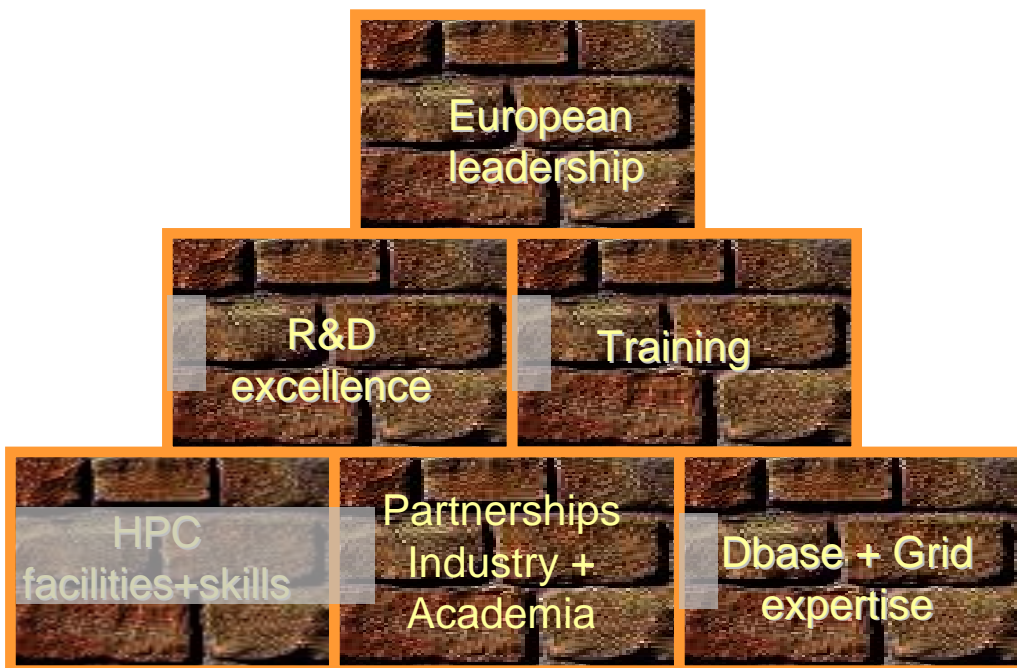 European
leadership
R&D
excellence
Training
HPC
facilities+skills
Partnerships
Industry +
Academia
Dbase + Grid
expertise